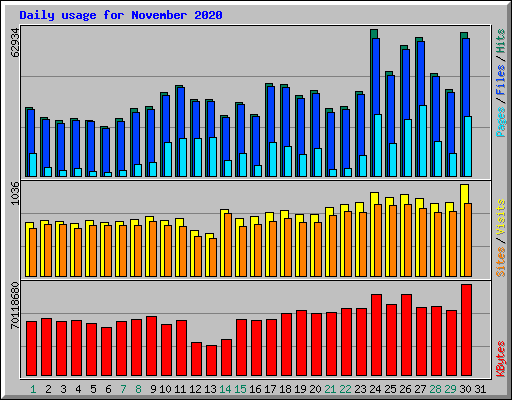 Daily usage for November 2020
62934
Pages / Files / Hits
1036
Sites / Visits
70118680
KBytes
1 2 3 4 5 6 7 8 9 10 11 12 13 14 15 16 17 18 19 20 21 22 23 24 25 26 27 28 29 30 31